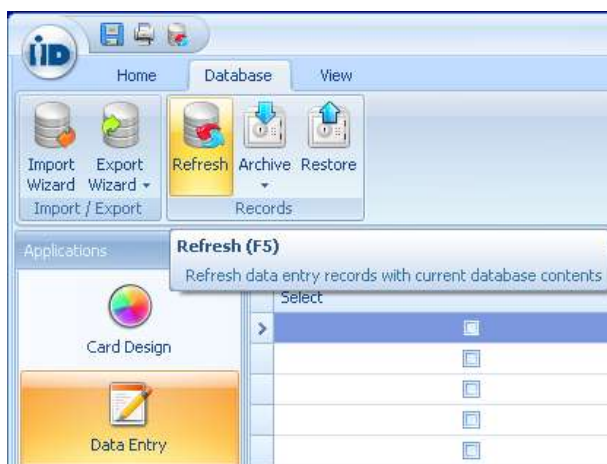 iiD
Home Database View
Import Wizard Export Wizard Refresh Archive Restore
Import / Export Records
Applications
Refresh (F5)
Refresh data entry records with current database contents
Select
Card Design
Data Entry